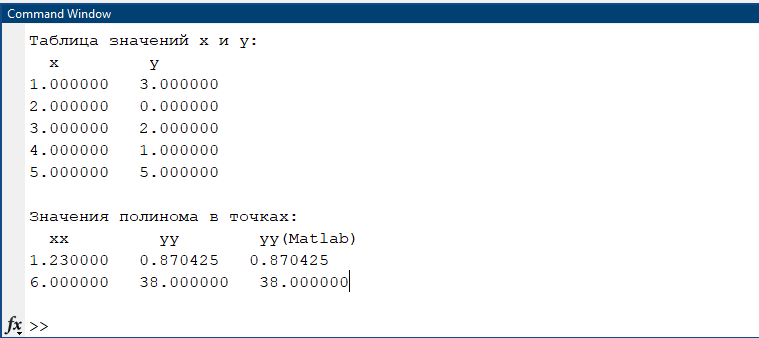 Command Window
Таблица значений x и y:
x y
1.000000 3.000000
2.000000 0.000000
3.000000 2.000000
4.000000 1.000000
5.000000 5.000000
Значения полинома в точках:
xx yy yy(Matlab)
1.230000 0.870425 0.870425
6.000000 38.000000 38.000000
fx >>